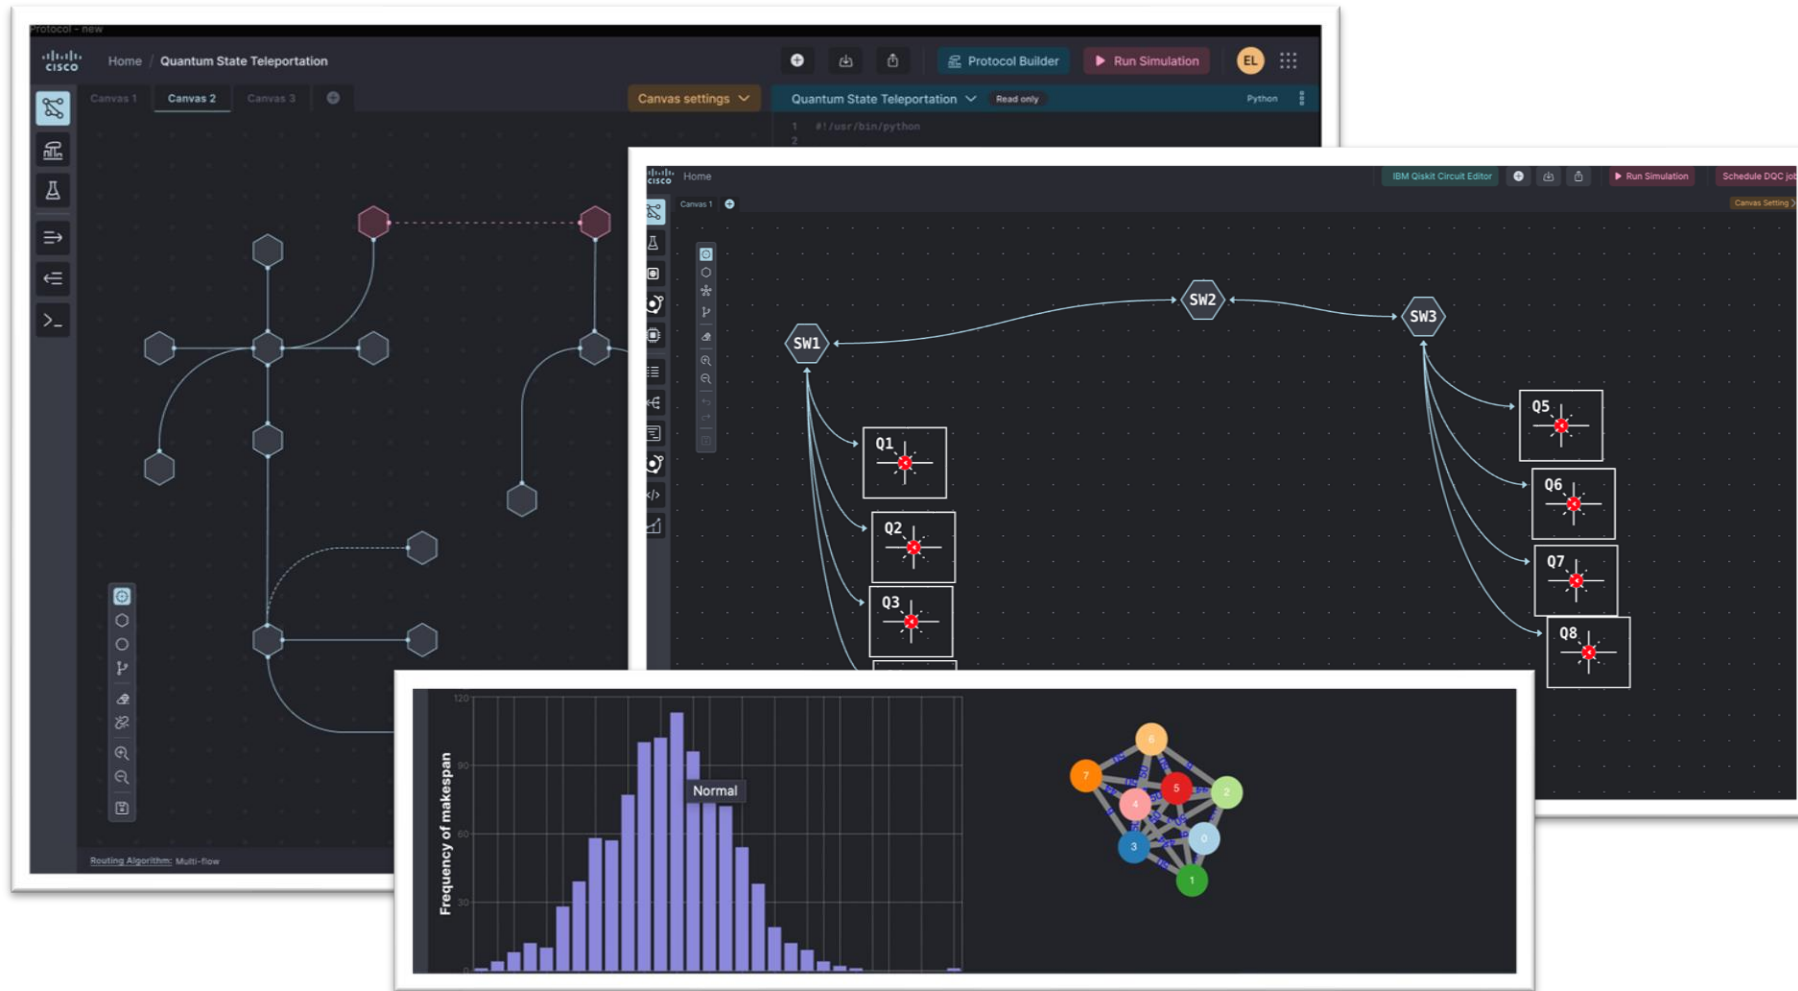 Protocol - new
CISCO
Home / Quantum State Teleportation
Protocol Builder
Run Simulation
EL
Canvas 1
Canvas 2
Canvas 3
Canvas settings
Quantum State Teleportation
Read only
Python
1 #!/usr/bin/python
2
Routing Algorithm: Multi-flow
CISCO
Home
IBM Qiskit Circuit Editor
Run Simulation
Schedule DQC job
Canvas 1
Canvas Setting
SW1
SW2
SW3
Q1
Q2
Q3
Q5
Q6
Q7
Q8
Frequency of makespan
120
90
60
30
0
Normal
6
7
5
2
4
3
0
1